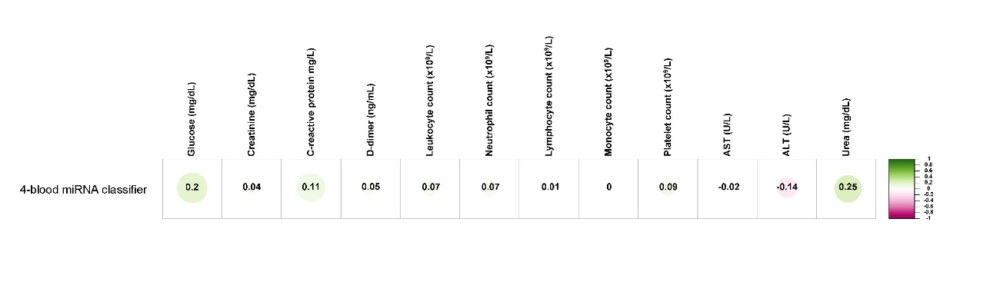 Glucose (mg/dL)
Creatinine (mg/dL)
C-reactive protein mg/L)
D-dimer (ng/mL)
Leukocyte count (x10⁹/L)
Neutrophil count (x10⁹/L)
Lymphocyte count (x10⁹/L)
Monocyte count (x10⁹/L)
Platelet count (x10⁹/L)
AST (U/L)
ALT (U/L)
Urea (mg/dL)
4-blood miRNA classifier
0.2
0.04
0.11
0.05
0.07
0.07
0.01
0
0.09
-0.02
-0.14
0.25
1
0.8
0.6
0.4
0.2
0
-0.2
-0.4
-0.6
-0.8
-1